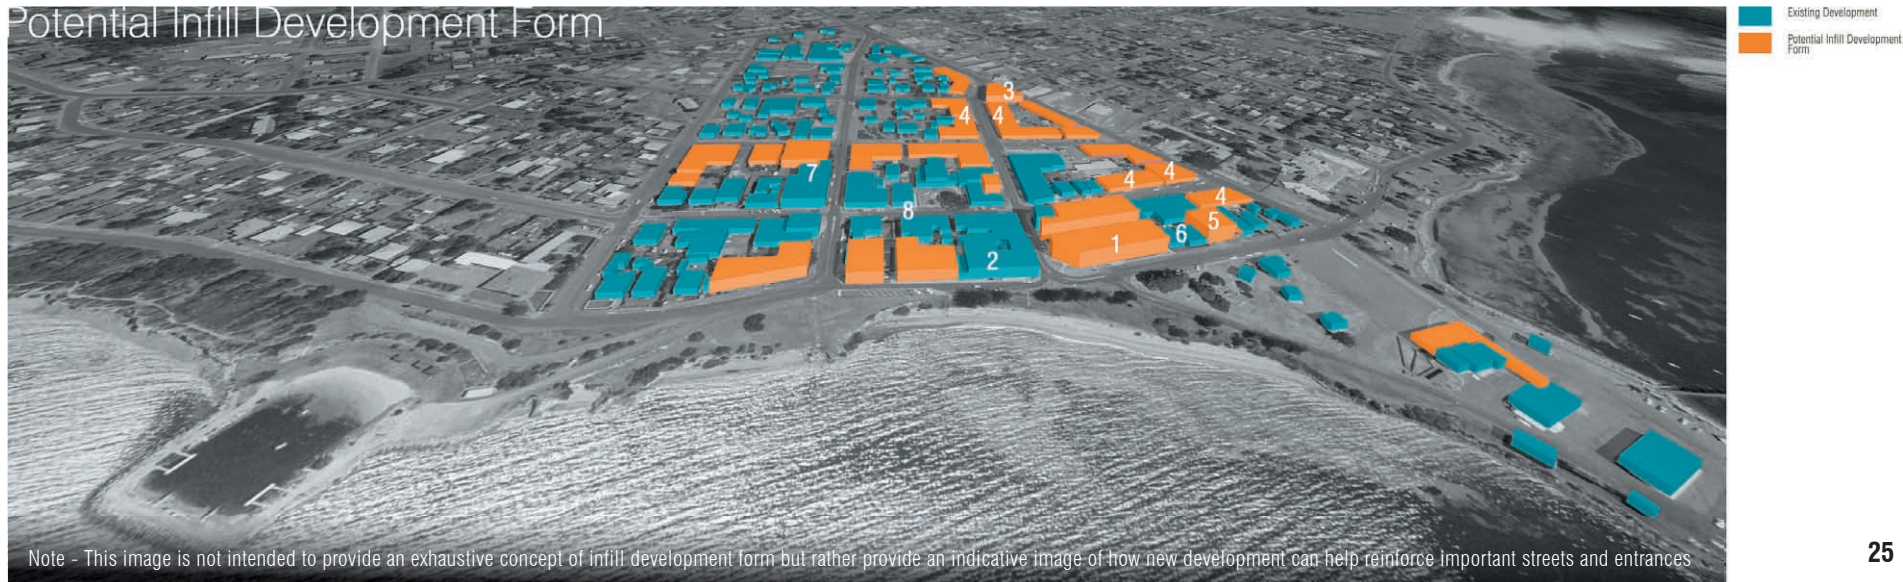 Potential Infill Development Form
Existing Development
Potential Infill Development
Form
3
4
4
7
4
4
4
8
5
6
1
2
Note - This image is not intended to provide an exhaustive concept of infill development form but rather provide an indicative image of how new development can help reinforce important streets and entrances
25